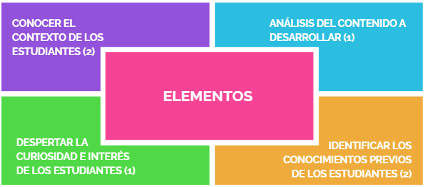 CONOCER EL
CONTEXTO DE LOS
ESTUDIANTES (2)
ANÁLISIS DEL CONTENIDO A
DESARROLLAR (1)
ELEMENTOS
DESPERTAR LA
CURIOSIDAD E INTERÉS
DE LOS ESTUDIANTES (1)
IDENTIFICAR LOS
CONOCIMIENTOS PREVIOS
DE LOS ESTUDIANTES (2)